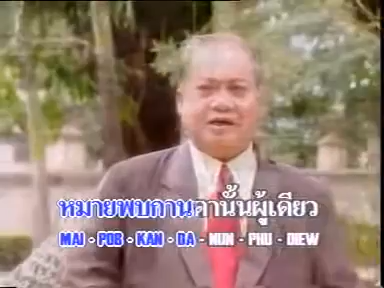 หมายพบกานดานั้นผู้เดียว
MAI • POB • KAN • DA - NUN - PHU - DIEW